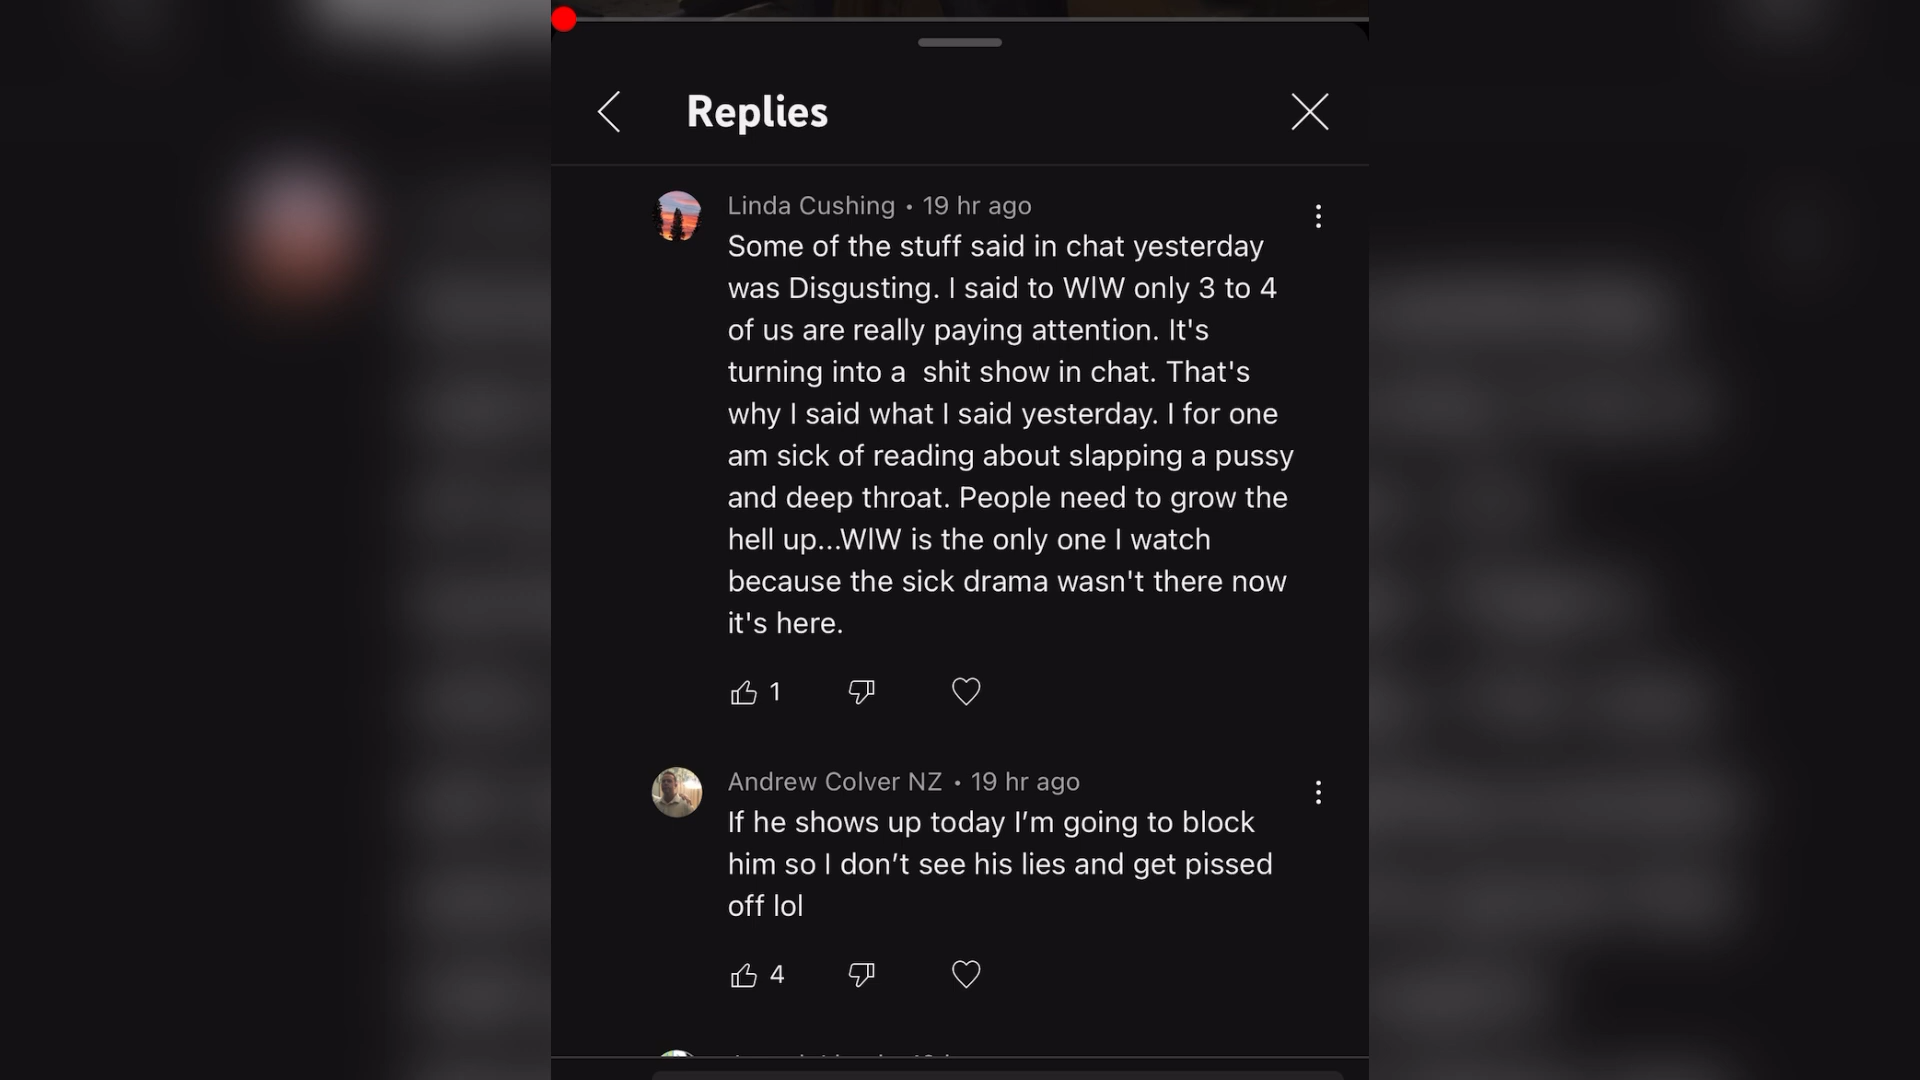 Replies
Linda Cushing • 19 hr ago
Some of the stuff said in chat yesterday
was Disgusting. I said to WIW only 3 to 4
of us are really paying attention. It's
turning into a  shit show in chat. That's
why I said what I said yesterday. I for one
am sick of reading about slapping a pussy
and deep throat. People need to grow the
hell up...WIW is the only one I watch
because the sick drama wasn't there now
it's here.
1
Andrew Colver NZ • 19 hr ago
If he shows up today I’m going to block
him so I don’t see his lies and get pissed
off lol
4